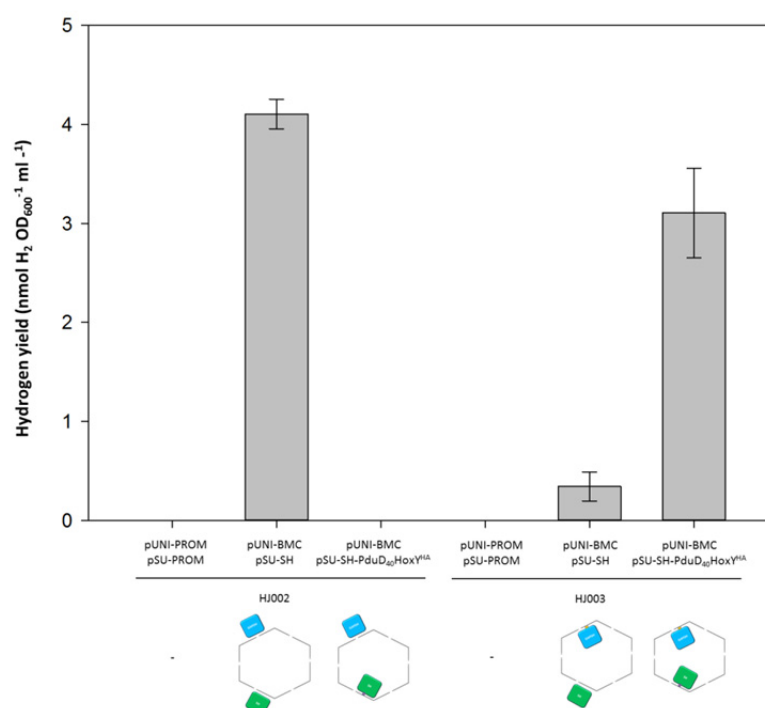 Hydrogen yield (nmol H₂ OD₆₀₀⁻¹ ml ⁻¹)
5
4
3
2
1
0
pUNI-PROM
pSU-PROM
pUNI-BMC
pSU-SH
pUNI-BMC
pSU-SH-PduD₄₀HoxYᴴᴬ
pUNI-PROM
pSU-PROM
pUNI-BMC
pSU-SH
pUNI-BMC
pSU-SH-PduD₄₀HoxYᴴᴬ
HJ002
HJ003
-
-